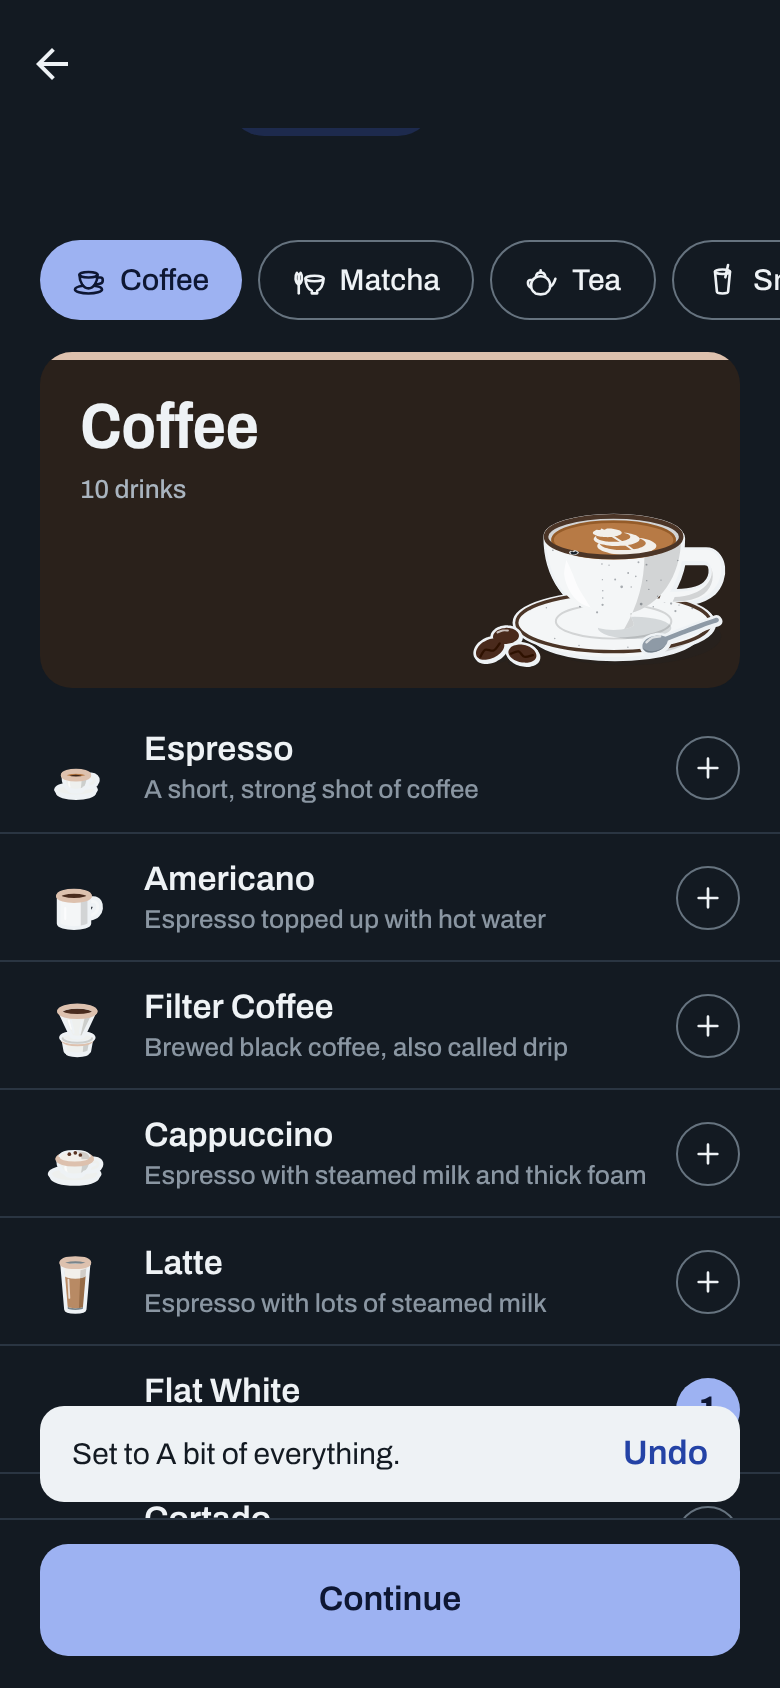 Coffee
Matcha
Tea
Coffee
10 drinks
Espresso
A short, strong shot of coffee
Americano
Espresso topped up with hot water
Filter Coffee
Brewed black coffee, also called drip
Cappuccino
Espresso with steamed milk and thick foam
Latte
Espresso with lots of steamed milk
Flat White
1
Set to A bit of everything.
Undo
Cortado
Continue